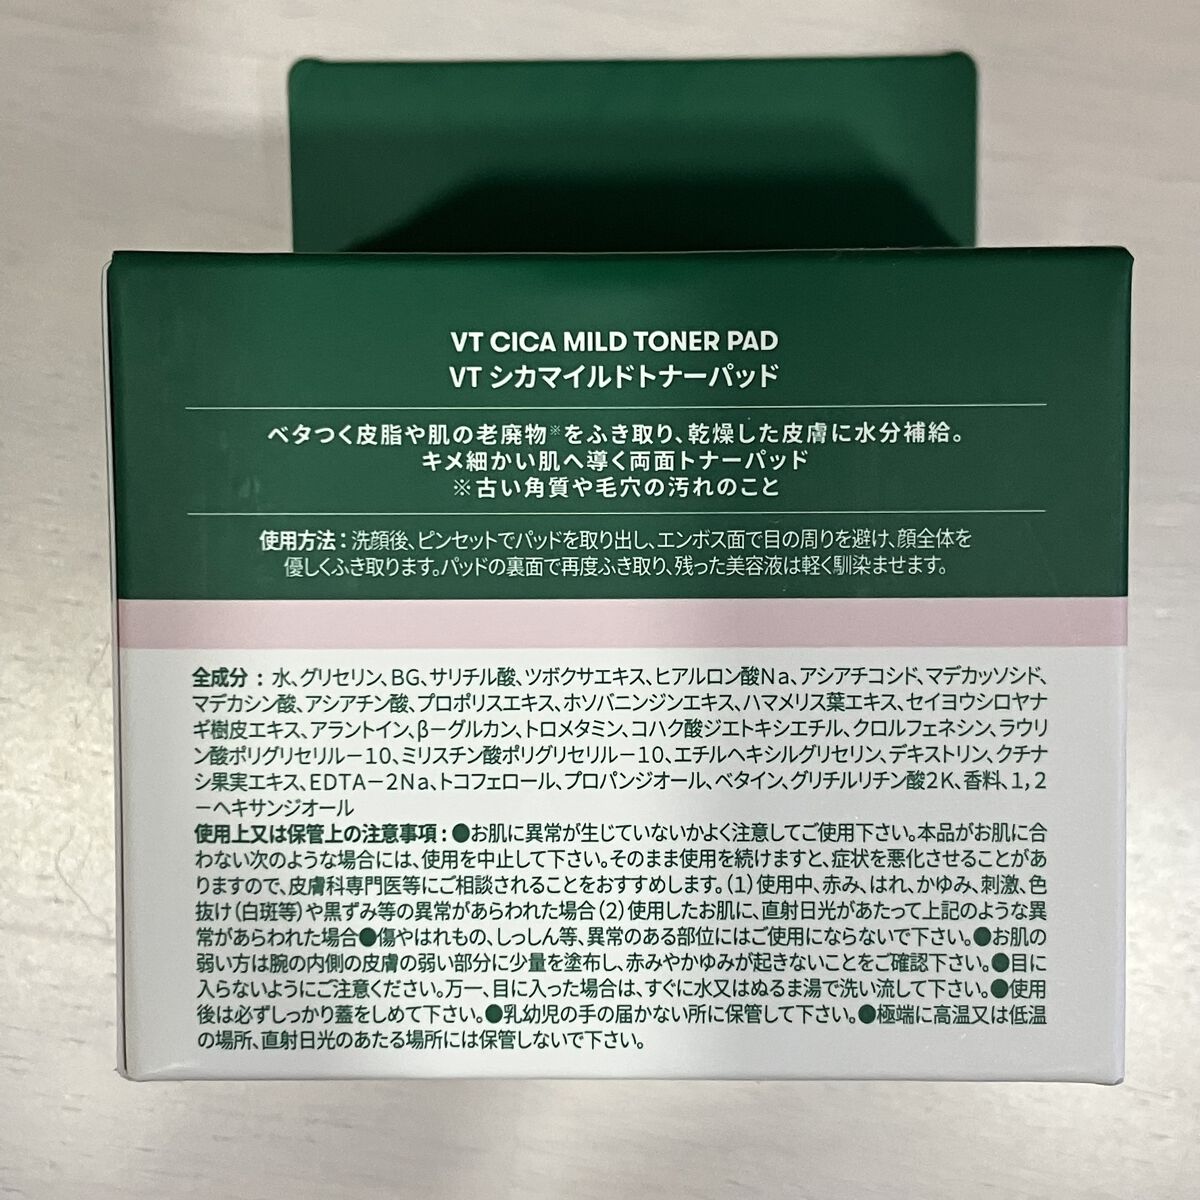 VT CICA MILD TONER PAD
VT シカマイルドトナーパッド
ベタつく皮脂や肌の老廃物※をふき取り、乾燥した皮膚に水分補給。
キメ細かい肌へ導く両面トナーパッド
※古い角質や毛穴の汚れのこと
使用方法：洗顔後、ピンセットでパッドを取り出し、エンボス面で目の周りを避け、顔全体を
優しくふき取ります。パッドの裏面で再度ふき取り、残った美容液は軽く馴染ませます。
全成分：水、グリセリン、BG、サリチル酸、ツボクサエキス、ヒアルロン酸Na、アシアチコシド、マデカッソシド、
マデカシン酸、アシアチン酸、プロポリスエキス、ホソバニンジンエキス、ハマメリス葉エキス、セイヨウシロヤナ
ギ樹皮エキス、アラントイン、β－グルカン、トロメタミン、コハク酸ジエトキシエチル、クロルフェネシン、ラウリ
ン酸ポリグリセリル－10、ミリスチン酸ポリグリセリル－10、エチルヘキシルグリセリン、デキストリン、クチナ
シ果実エキス、EDTA－2Na、トコフェロール、プロパンジオール、ベタイン、グリチルリチン酸2K、香料、1，2
－ヘキサンジオール
使用上又は保管上の注意事項：●お肌に異常が生じていないかよく注意してご使用下さい。本品がお肌に合
わない次のような場合には、使用を中止して下さい。そのまま使用を続けますと、症状を悪化させることがあ
りますので、皮膚科専門医等にご相談されることをおすすめします。（1）使用中、赤み、はれ、かゆみ、刺激、色
抜け（白斑等）や黒ずみ等の異常があらわれた場合（2）使用したお肌に、直射日光があたって上記のような異
常があらわれた場合●傷やはれもの、しっしん等、異常のある部位にはご使用にならないで下さい。●お肌の
弱い方は腕の内側の皮膚の弱い部分に少量を塗布し、赤みやかゆみが起きないことをご確認下さい。●目に
入らないようにご注意ください。万一、目に入った場合は、すぐに水又はぬるま湯で洗い流して下さい。●使用
後は必ずしっかり蓋をしめて下さい。●乳幼児の手の届かない所に保管して下さい。●極端に高温又は低温
の場所、直射日光のあたる場所には保管しないで下さい。